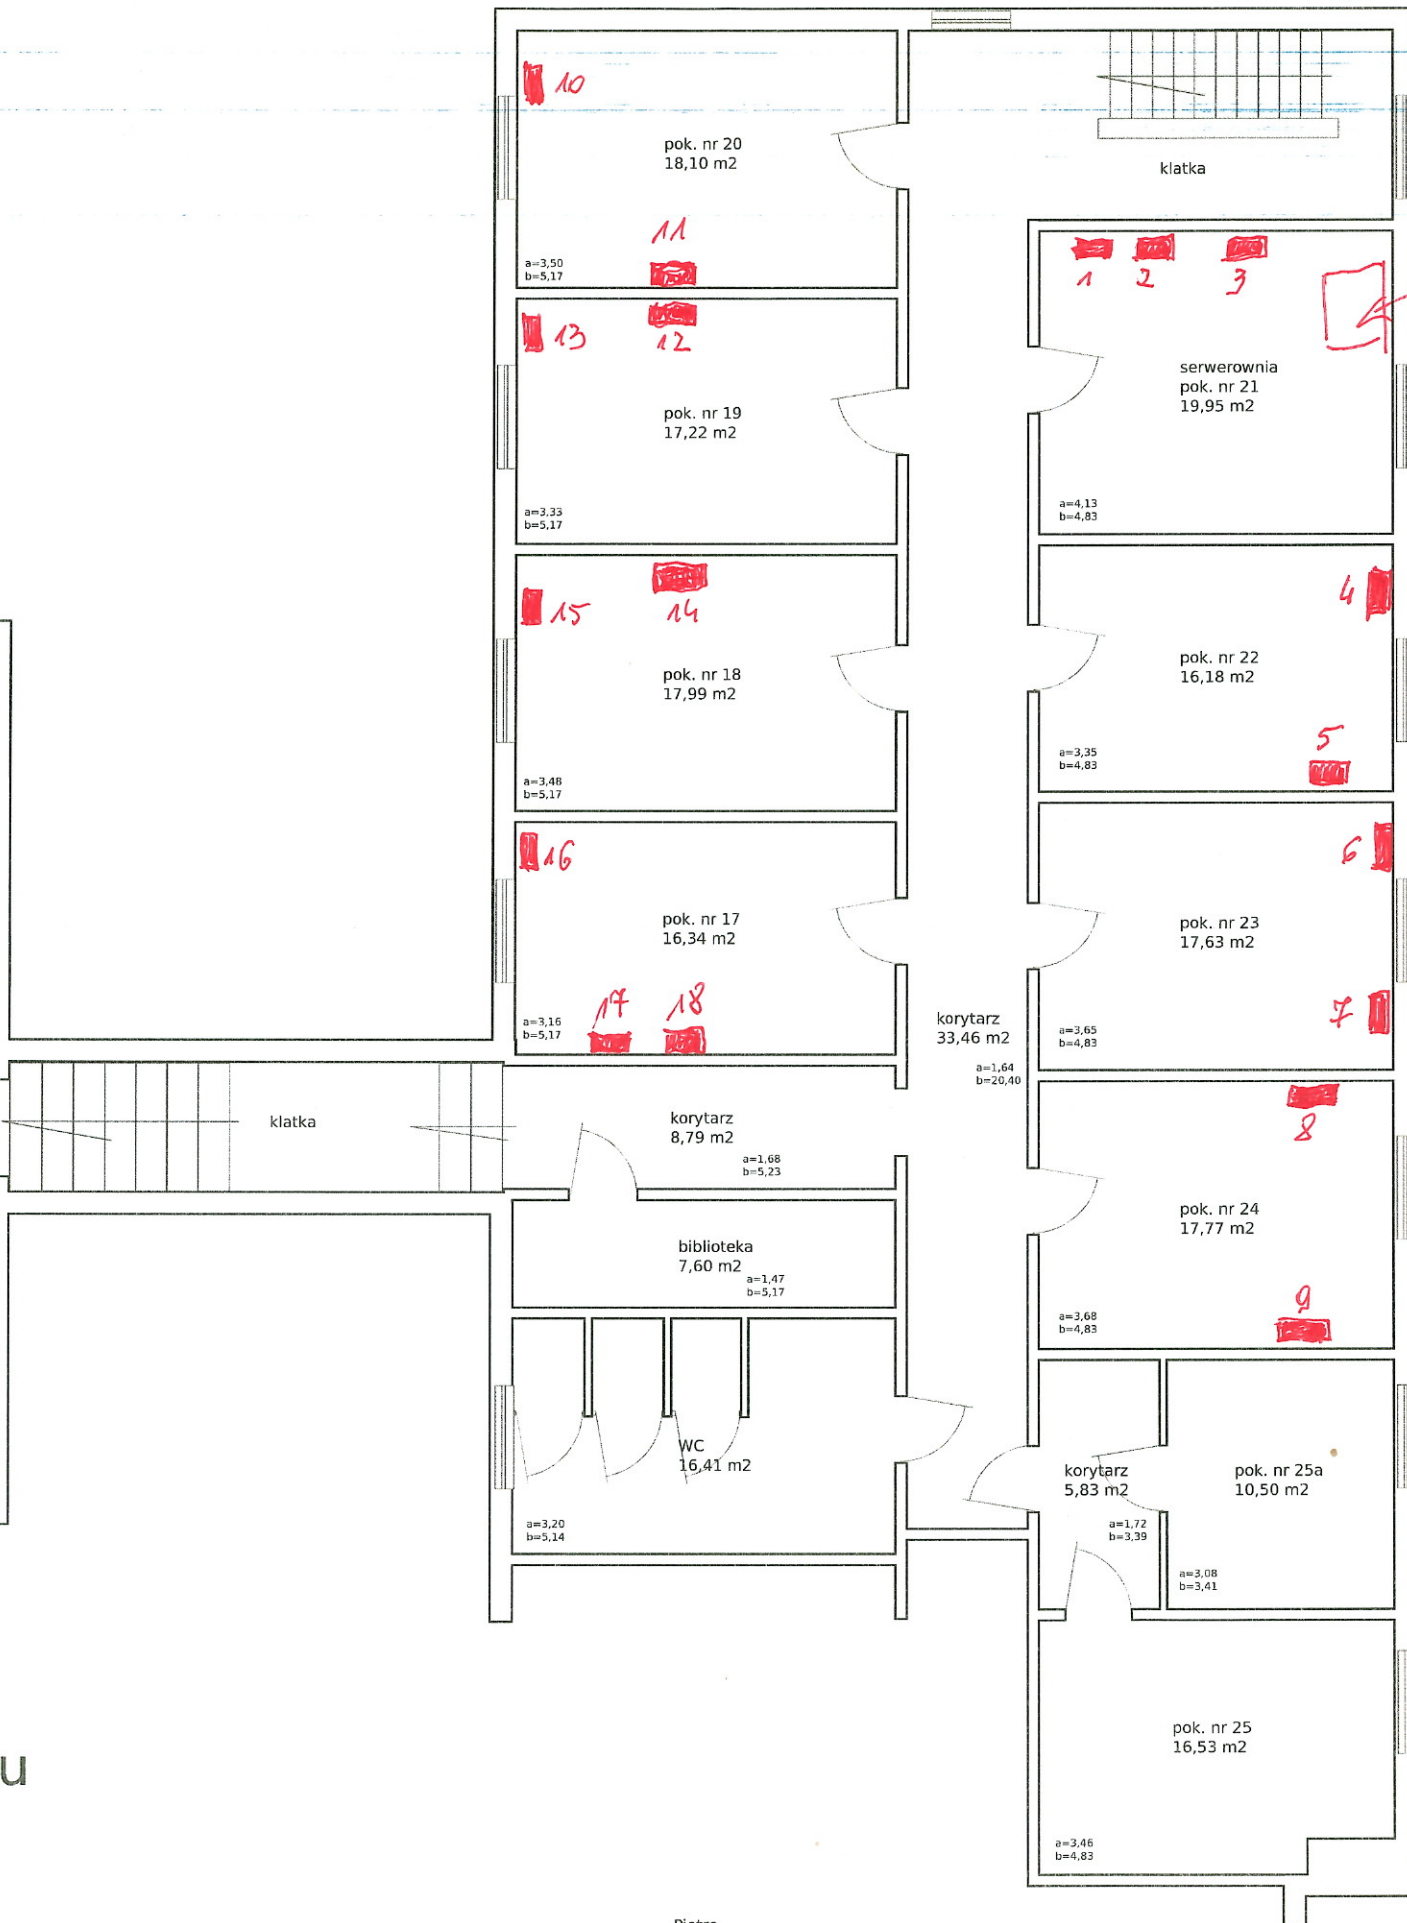 10
pok. nr 20
18,10 m2
klatka
11
a=3,50
b=5,17
1
2
3
13
12
serwerownia
pok. nr 21
19,95 m2
pok. nr 19
17,22 m2
a=3,33
b=5,17
a=4,13
b=4,83
15
14
4
pok. nr 18
17,99 m2
pok. nr 22
16,18 m2
5
a=3,48
b=5,17
a=3,35
b=4,83
16
6
pok. nr 17
16,34 m2
pok. nr 23
17,63 m2
17
18
7
a=3,16
b=5,17
korytarz
33,46 m2
a=3,65
b=4,83
a=1,64
b=20,40
klatka
korytarz
8,79 m2
8
a=1,68
b=5,23
pok. nr 24
17,77 m2
biblioteka
7,60 m2
a=1,47
b=5,17
9
a=3,68
b=4,83
WC
16,41 m2
korytarz
5,83 m2
pok. nr 25a
10,50 m2
a=3,20
b=5,14
a=1,72
b=3,39
a=3,08
b=3,41
pok. nr 25
16,53 m2
u
a=3,46
b=4,83